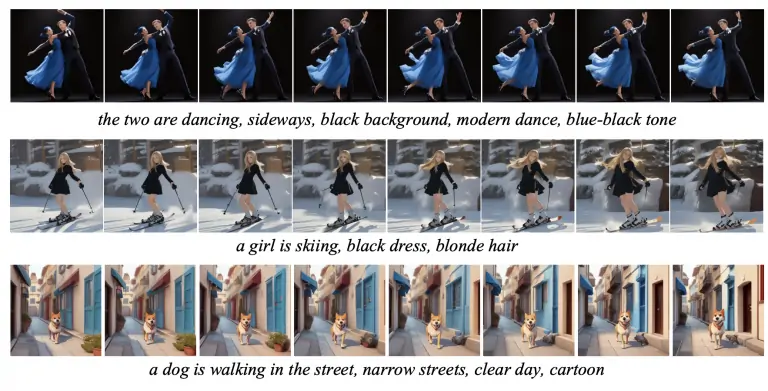 the two are dancing, sideways, black background, modern dance, blue-black tone
a girl is skiing, black dress, blonde hair
a dog is walking in the street, narrow streets, clear day, cartoon